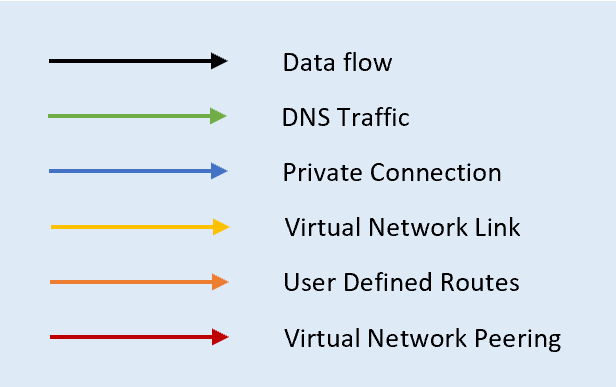 Data flow
DNS Traffic
Private Connection
Virtual Network Link
User Defined Routes
Virtual Network Peering